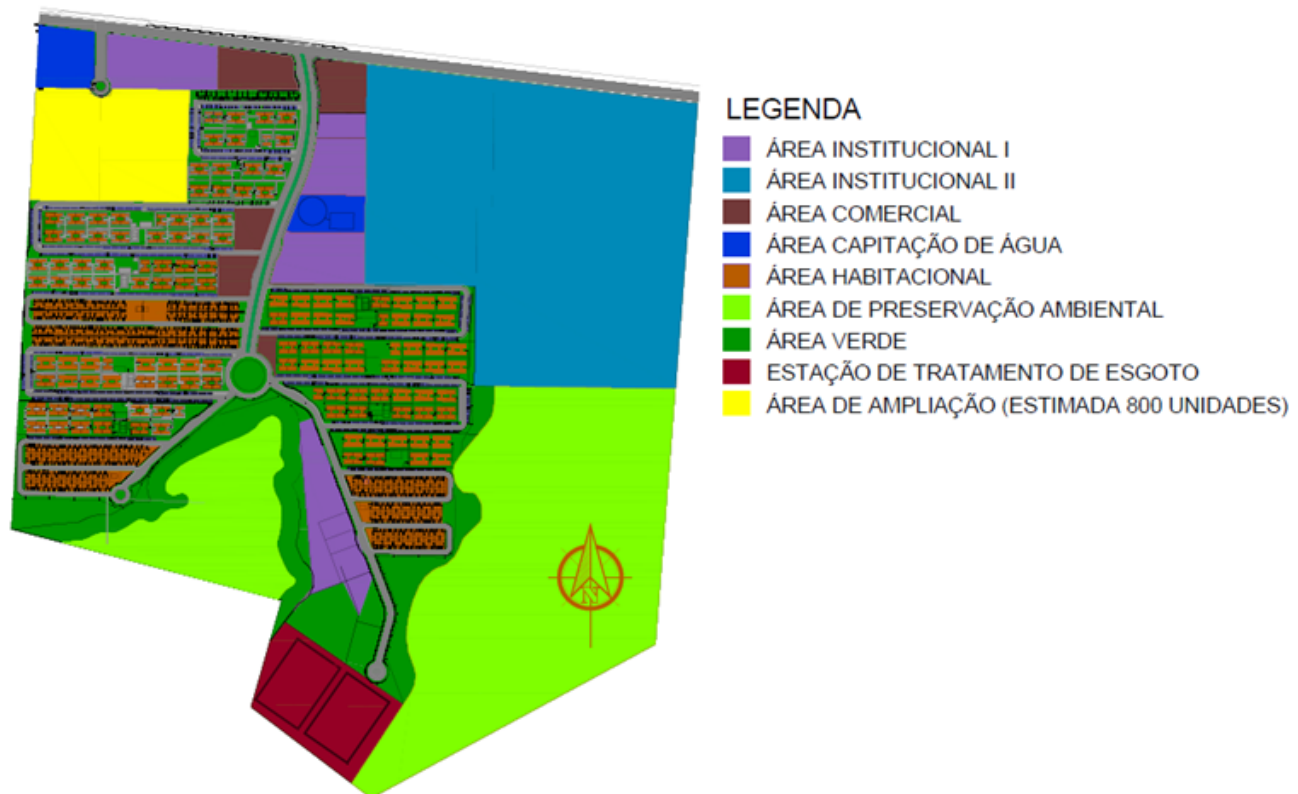 LEGENDA
ÁREA INSTITUCIONAL I
ÁREA INSTITUCIONAL II
ÁREA COMERCIAL
ÁREA CAPITAÇÃO DE ÁGUA
ÁREA HABITACIONAL
ÁREA DE PRESERVAÇÃO AMBIENTAL
ÁREA VERDE
ESTAÇÃO DE TRATAMENTO DE ESGOTO
ÁREA DE AMPLIAÇÃO (ESTIMADA 800 UNIDADES)
N